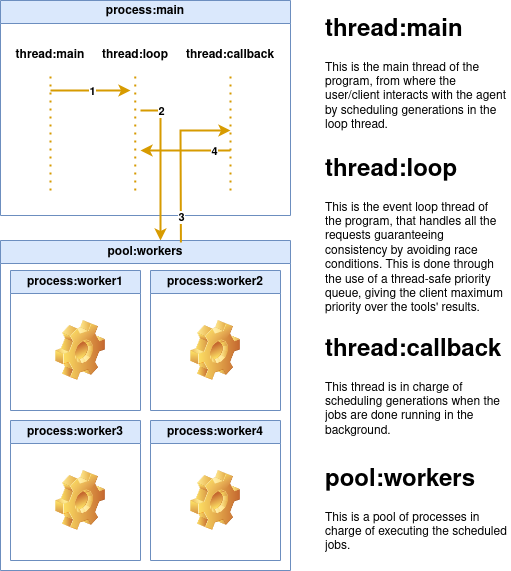 process:main
thread:main
thread:loop
thread:callback
1
2
4
3
pool:workers
process:worker1
process:worker2
process:worker3
process:worker4
thread:main
This is the main thread of the
program, from where the
user/client interacts with the agent
by scheduling generations in the
loop thread.
thread:loop
This is the event loop thread of
the program, that handles all the
requests guaranteeing
consistency by avoiding race
conditions. This is done through
the use of a thread-safe priority
queue, giving the client maximum
priority over the tools' results.
thread:callback
This thread is in charge of
scheduling generations when the
jobs are done running in the
background.
pool:workers
This is a pool of processes in
charge of executing the scheduled
jobs.